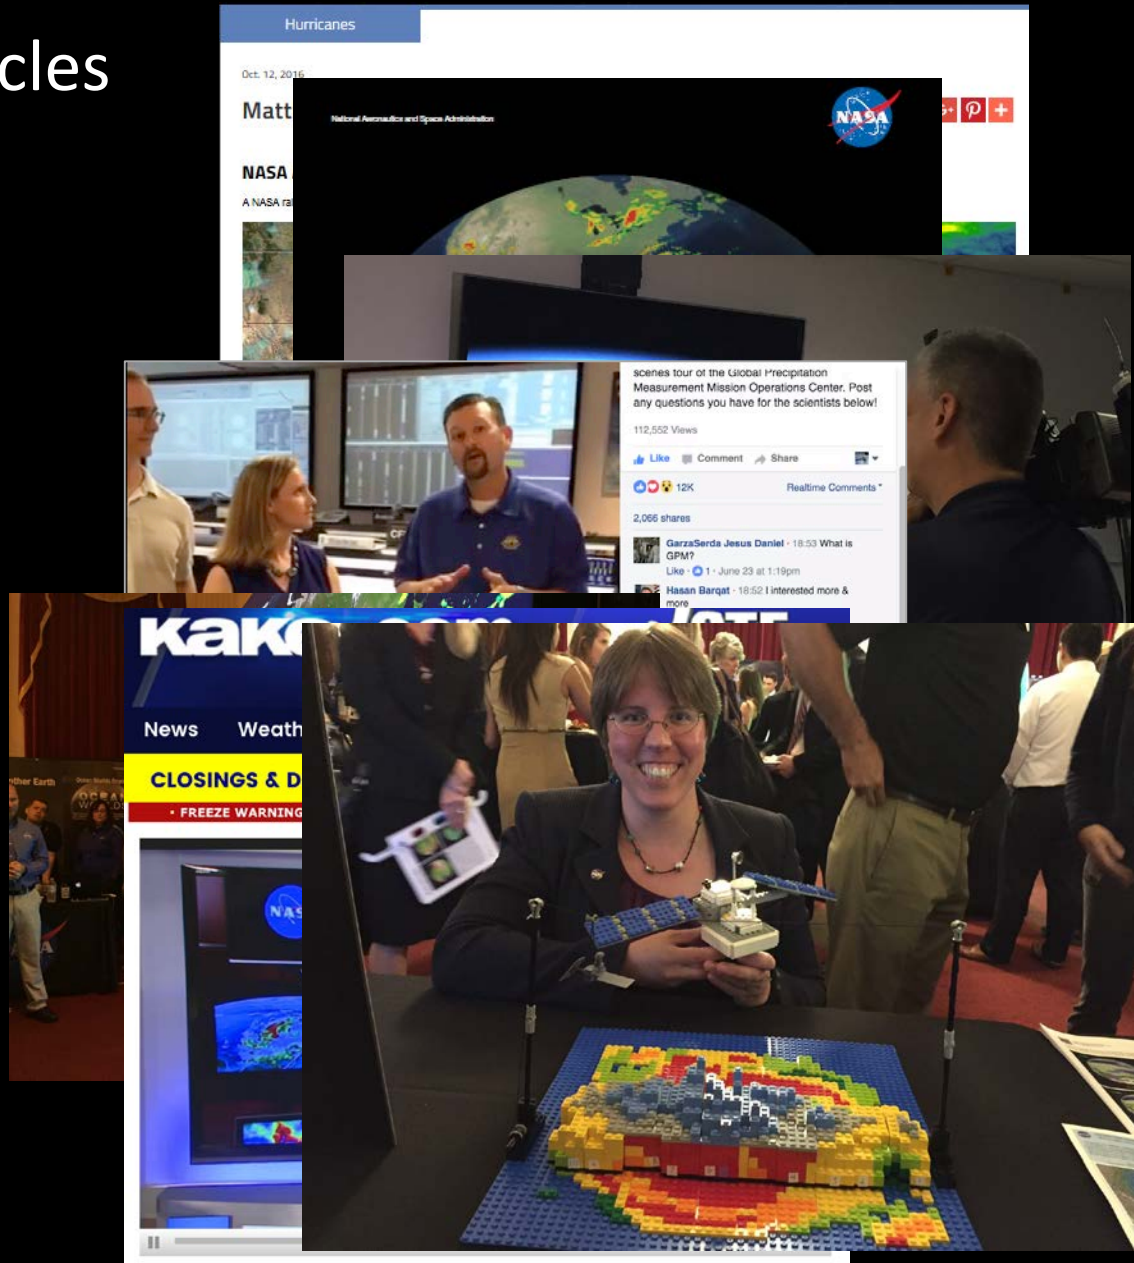 cles
Hurricanes
Oct. 12, 2016
Matt
NASA
A NASA
National Aeronautics and Space Administration
NASA
scenes tour of the Global Precipitation
Measurement Mission Operations Center. Post
any questions you have for the scientists below!
112,552 Views
Like Comment Share
12K Realtime Comments
2,066 shares
GarzaSerda Jesus Daniel · 18:53 What is
GPM?
Like · 1 · June 23 at 1:19pm
Hasan Barqat · 18:52 I interested more &
more
News Weath
CLOSINGS & D
• FREEZE WARNING
NAS
ther Earth